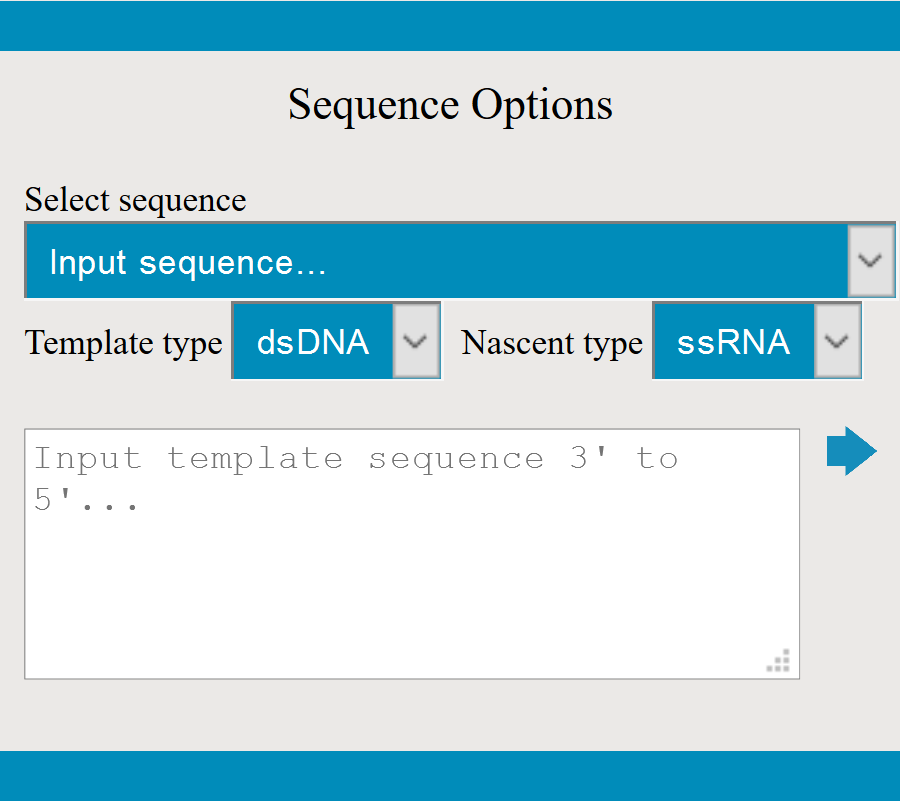 Sequence Options
Select sequence
Input sequence...
Template type dsDNA Nascent type ssRNA
Input template sequence 3' to
5'...